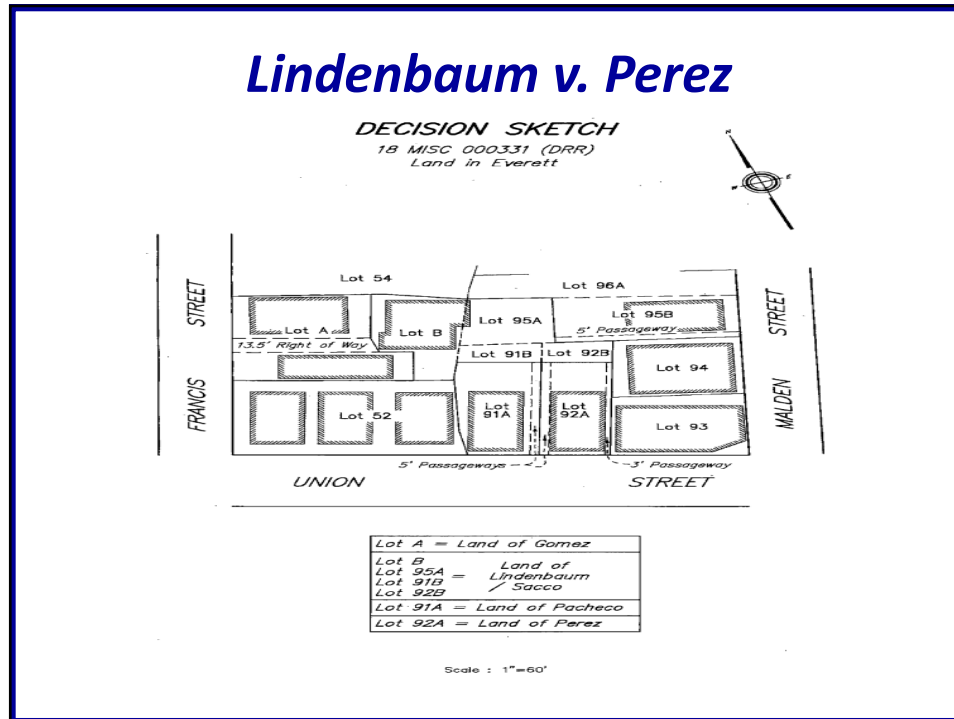 Lindenbaum v. Perez
DECISION SKETCH
18 MISC 000331 (DRR)
Land in Everett
N
W
E
Lot 54
Lot 96A
FRANCIS STREET
MALDEN STREET
Lot A
Lot B
Lot 95A
Lot 95B
5' Passageway
13.5' Right of Way
Lot 91B
Lot 92B
Lot 94
Lot 52
Lot
91A
Lot
92A
Lot 93
5' Passageways
3' Passageway
UNION STREET
Lot A = Land of Gomez
Lot B
Lot 95A
Lot 91B
Lot 92B
= Land of
Lindenbaum
/ Sacco
Lot 91A = Land of Pacheco
Lot 92A = Land of Perez
Scale : 1"=60'